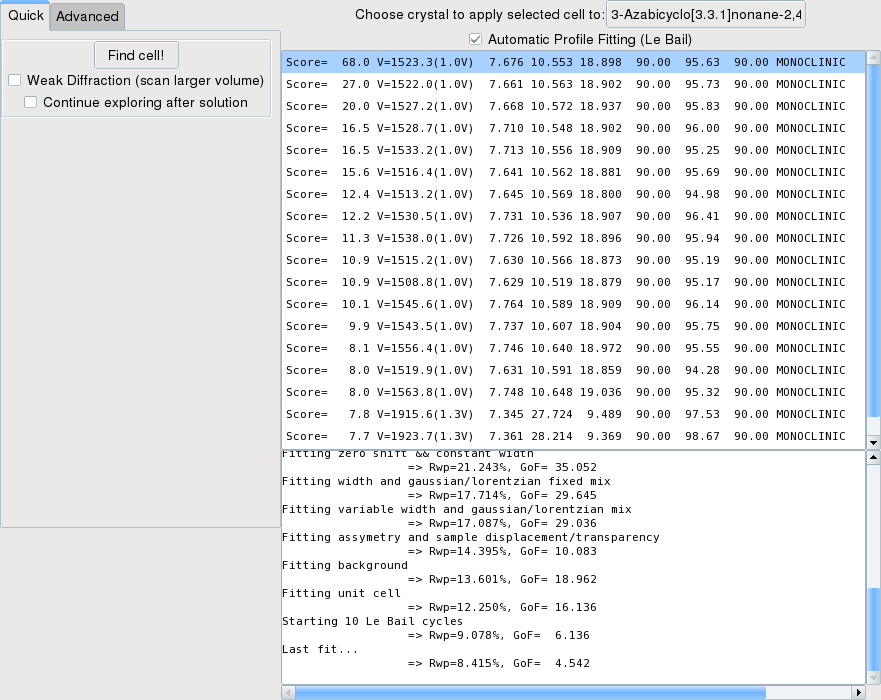 Quick Advanced
Find cell!
Weak Diffraction (scan larger volume)
Continue exploring after solution
Choose crystal to apply selected cell to: 3-Azabicyclo[3.3.1]nonane-2,4
Automatic Profile Fitting (Le Bail)
Score= 68.0 V=1523.3(1.0V) 7.676 10.553 18.898 90.00 95.63 90.00 MONOCLINIC
Score= 27.0 V=1522.0(1.0V) 7.661 10.563 18.902 90.00 95.73 90.00 MONOCLINIC
Score= 20.0 V=1527.2(1.0V) 7.668 10.572 18.937 90.00 95.83 90.00 MONOCLINIC
Score= 16.5 V=1528.7(1.0V) 7.710 10.548 18.902 90.00 96.00 90.00 MONOCLINIC
Score= 16.5 V=1533.2(1.0V) 7.713 10.556 18.909 90.00 95.25 90.00 MONOCLINIC
Score= 15.6 V=1516.4(1.0V) 7.641 10.562 18.881 90.00 95.69 90.00 MONOCLINIC
Score= 12.4 V=1513.2(1.0V) 7.645 10.569 18.800 90.00 94.98 90.00 MONOCLINIC
Score= 12.2 V=1530.5(1.0V) 7.731 10.536 18.907 90.00 96.41 90.00 MONOCLINIC
Score= 11.3 V=1538.0(1.0V) 7.726 10.592 18.896 90.00 95.94 90.00 MONOCLINIC
Score= 10.9 V=1515.2(1.0V) 7.630 10.566 18.873 90.00 95.19 90.00 MONOCLINIC
Score= 10.9 V=1508.8(1.0V) 7.629 10.519 18.879 90.00 95.17 90.00 MONOCLINIC
Score= 10.1 V=1545.6(1.0V) 7.764 10.589 18.909 90.00 96.14 90.00 MONOCLINIC
Score= 9.9 V=1543.5(1.0V) 7.737 10.607 18.904 90.00 95.75 90.00 MONOCLINIC
Score= 8.1 V=1556.4(1.0V) 7.746 10.640 18.972 90.00 95.55 90.00 MONOCLINIC
Score= 8.0 V=1519.9(1.0V) 7.631 10.591 18.859 90.00 94.28 90.00 MONOCLINIC
Score= 8.0 V=1563.8(1.0V) 7.748 10.648 19.036 90.00 95.32 90.00 MONOCLINIC
Score= 7.8 V=1915.6(1.3V) 7.345 27.724 9.489 90.00 97.53 90.00 MONOCLINIC
Score= 7.7 V=1923.7(1.3V) 7.361 28.214 9.369 90.00 98.67 90.00 MONOCLINIC
Fitting zero shift && constant width
=> Rwp=21.243%, GoF= 35.052
Fitting width and gaussian/lorentzian fixed mix
=> Rwp=17.714%, GoF= 29.645
Fitting variable width and gaussian/lorentzian mix
=> Rwp=17.087%, GoF= 29.036
Fitting assymetry and sample displacement/transparency
=> Rwp=14.395%, GoF= 10.083
Fitting background
=> Rwp=13.601%, GoF= 18.962
Fitting unit cell
=> Rwp=12.250%, GoF= 16.136
Starting 10 Le Bail cycles
=> Rwp=9.078%, GoF= 6.136
Last fit...
=> Rwp=8.415%, GoF= 4.542